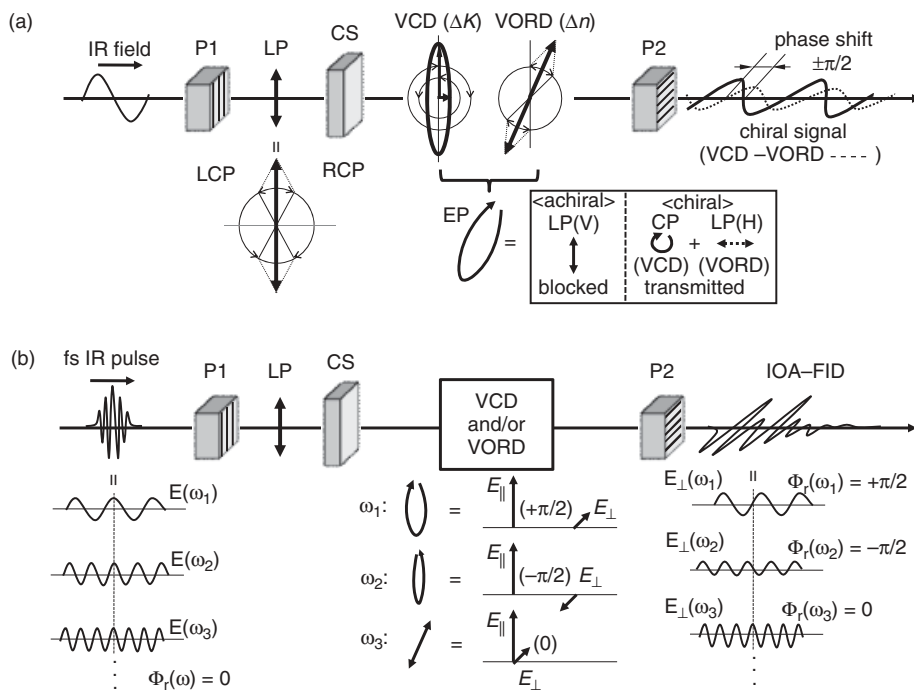 (a)
VCD (ΔK) VORD (Δn)
IR field
P1 LP CS
P2
phase shift
±π/2
chiral signal
(VCD –VORD ---- )
LCP
=
RCP
EP
=
<achiral>
LP(V)
blocked
<chiral>
CP LP(H)
+
(VCD) (VORD)
transmitted
(b)
fs IR pulse
P1 LP CS
VCD
and/or
VORD
P2
IOA–FID
=
E(ω1)
E(ω2)
E(ω3)
Φr(ω) = 0
ω1: = E|| (+π/2) E⊥
ω2: = E|| (−π/2) E⊥
ω3: = E|| (0)
E⊥
=
E⊥(ω1) Φr(ω1) = +π/2
E⊥(ω2) Φr(ω2) = −π/2
E⊥(ω3) Φr(ω3) = 0